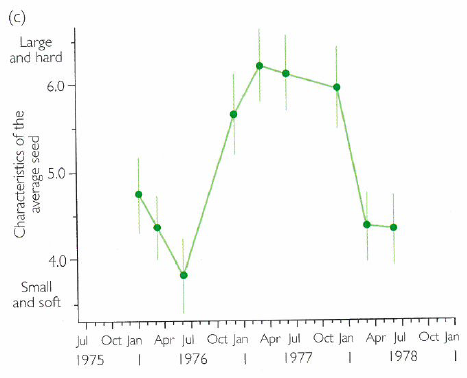 (c)
Large
and hard
6.0
Characteristics of the
average seed
5.0
4.0
Small
and soft
Jul Oct Jan Apr Jul Oct Jan Apr Jul Oct Jan Apr Jul Oct Jan
1975 | 1976 | 1977 | 1978 |